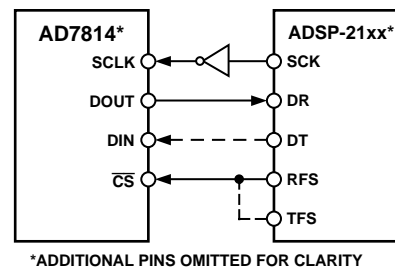 AD7814*
ADSP-21xx*
SCLK
SCK
DOUT
DR
DIN
DT
CS
RFS
TFS
*ADDITIONAL PINS OMITTED FOR CLARITY